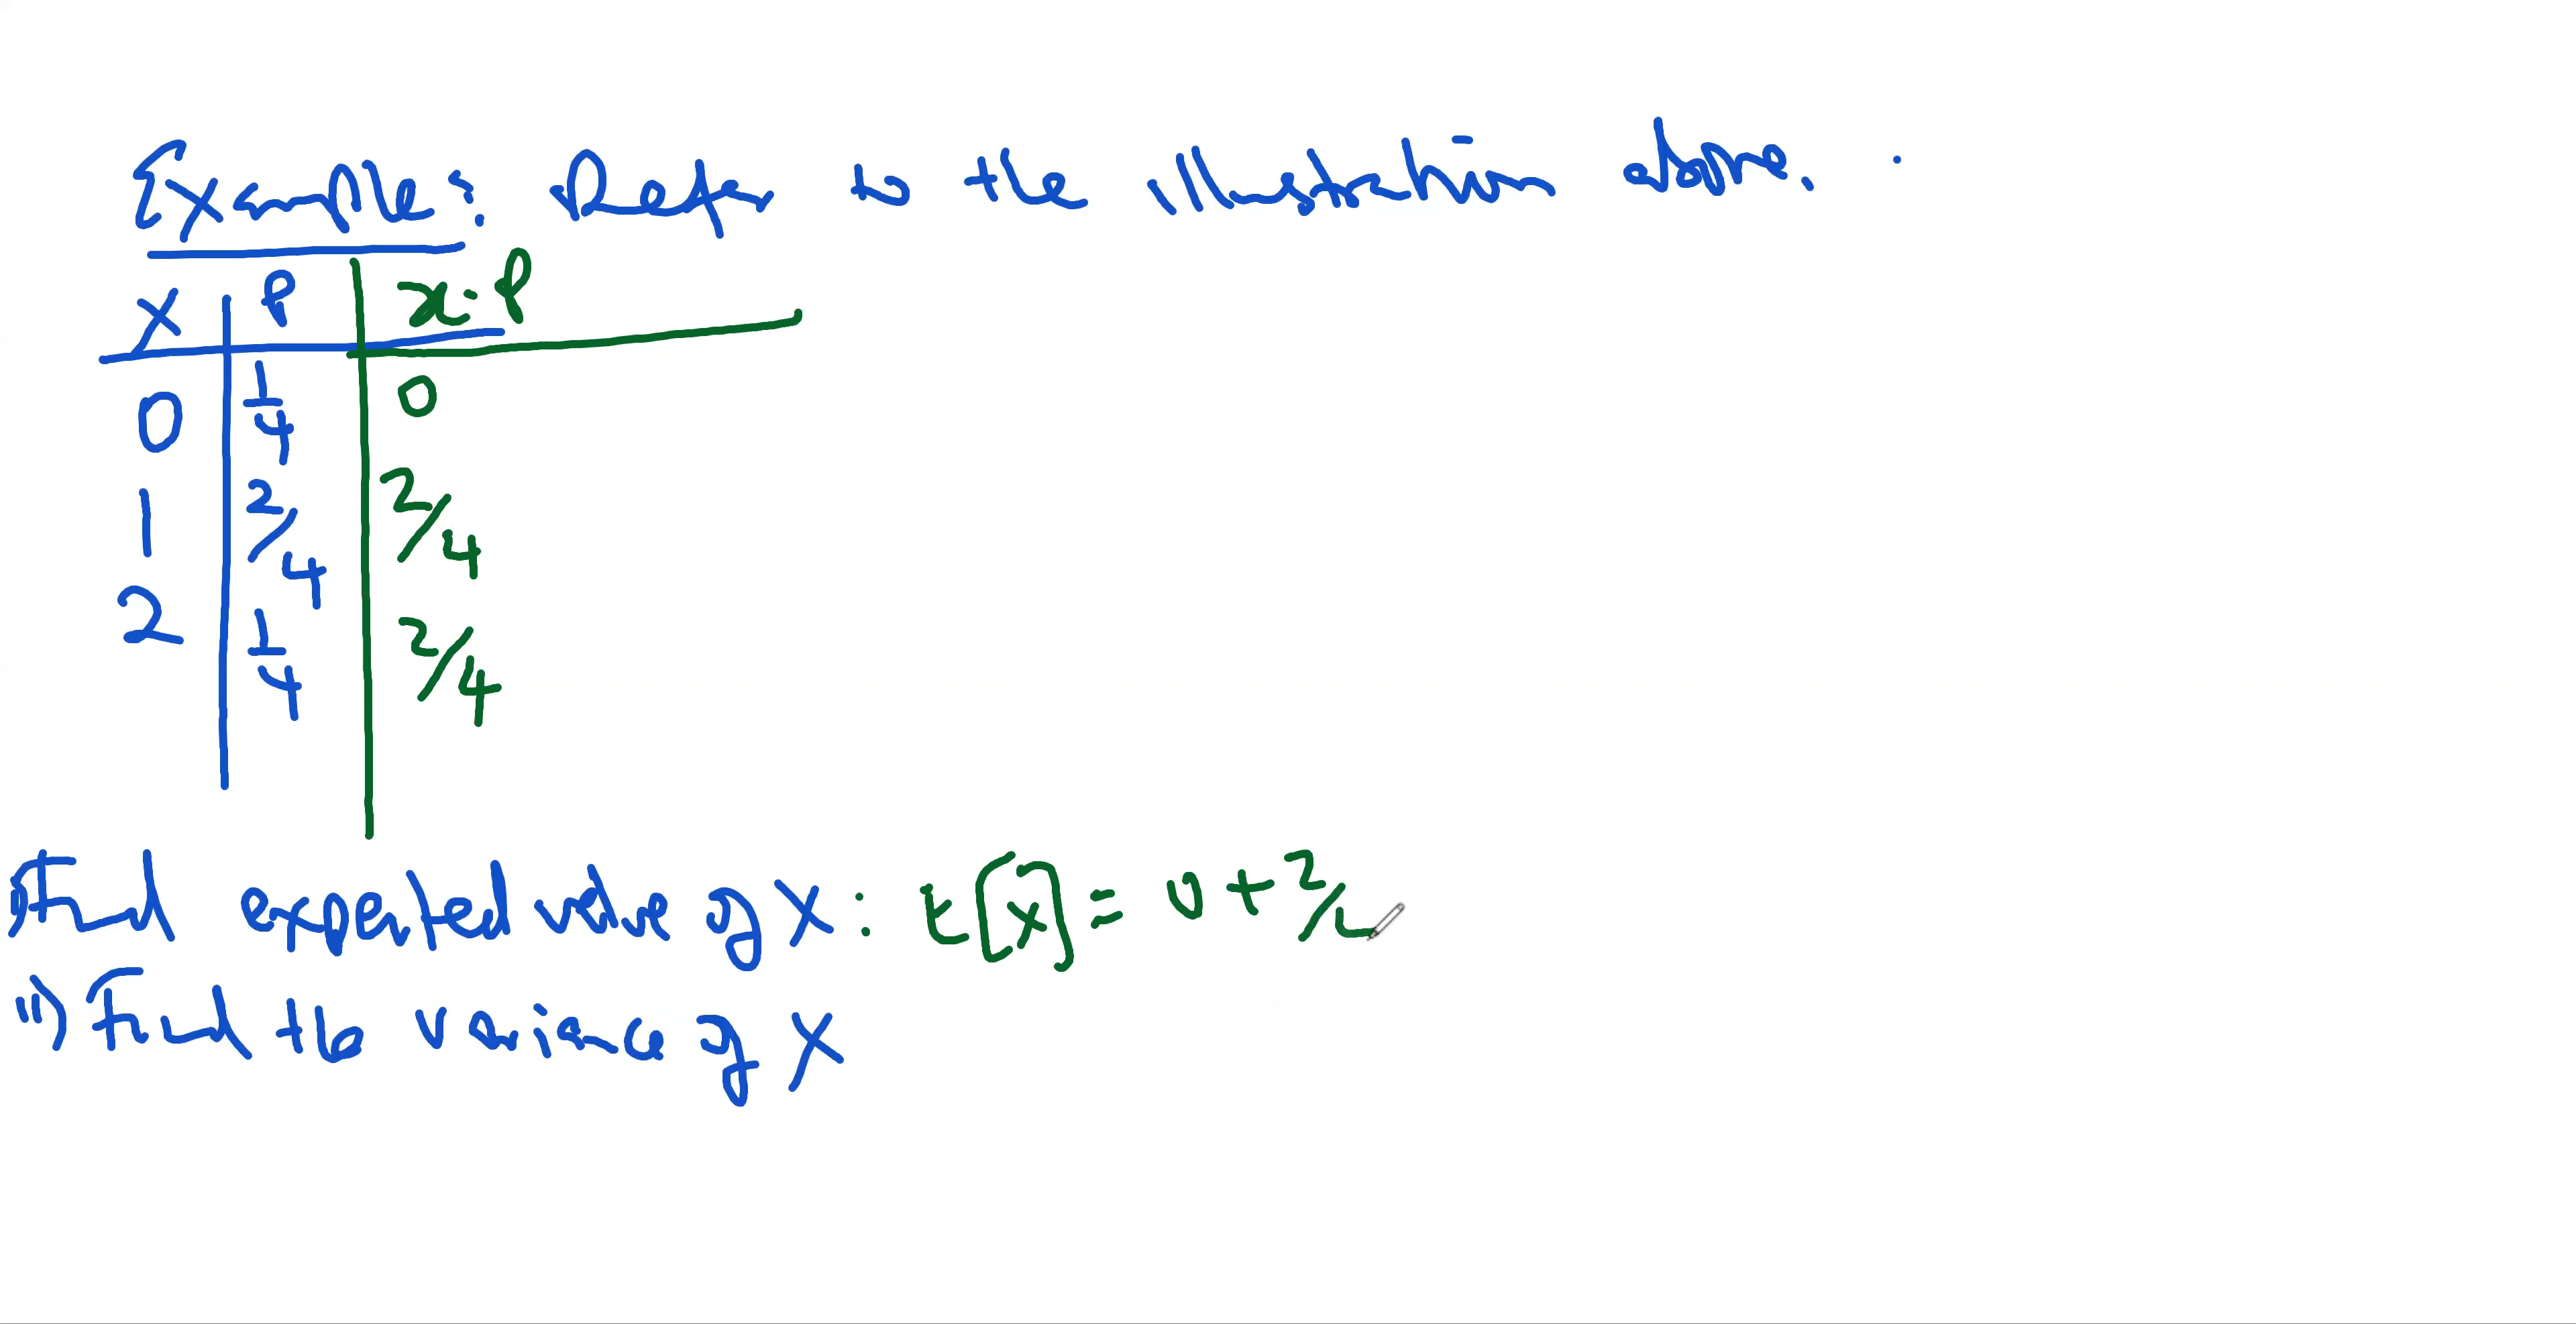 Example: Refer to the illustration above.
X P x.P
0 1/4 0
1 2/4 2/4
2 1/4 2/4
i) Find expected value of X: E[x] = 0 + 2/
ii) Find the variance of X